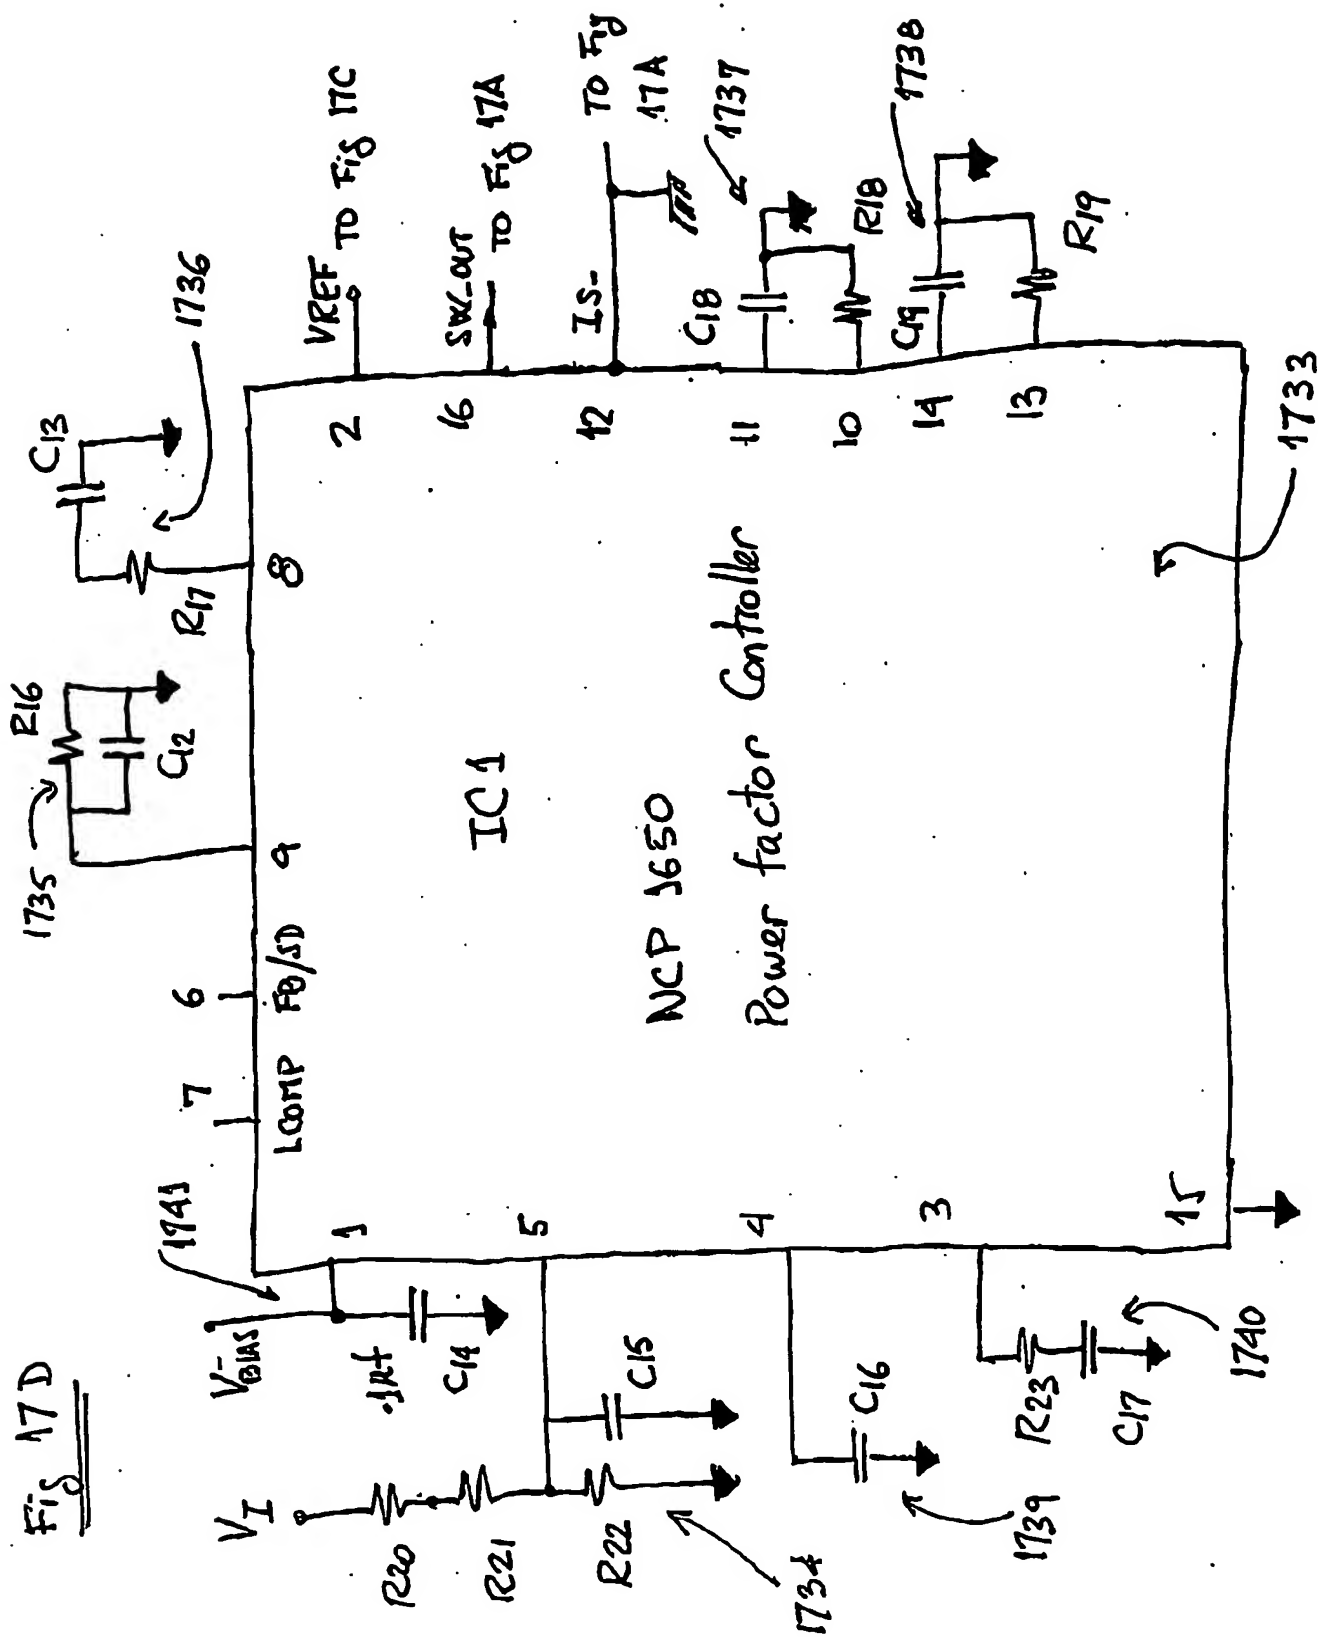 Fig 17D
1735
R16
C12
C13
R17
1736
7
6
9
8
LCOMP
FB/SD
1741
VBIAS
.1µf
C14
1
VI
R20
R21
R22
C15
5
1734
C16
4
1739
R23
C17
3
1740
15
IC1
NCP 1650
Power factor Controller
2
VREF TO Fig 17C
16
SW_OUT TO Fig 17A
12
IS-
TO Fig
17A
11
C18
1737
10
R18
14
C19
1738
13
R19
1733